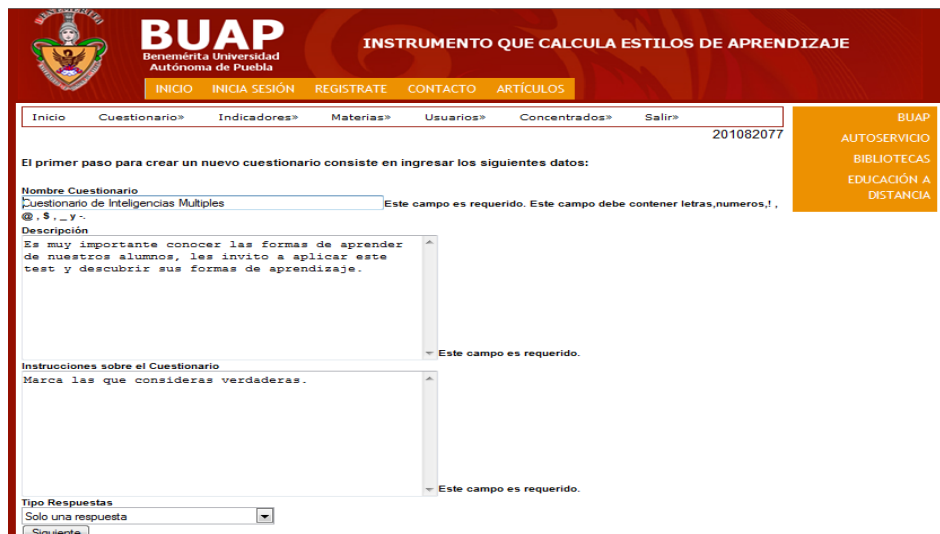 BUAP
Benemérita Universidad
Autónoma de Puebla
INSTRUMENTO QUE CALCULA ESTILOS DE APRENDIZAJE
INICIO INICIA SESIÓN REGISTRATE CONTACTO ARTÍCULOS
Inicio Cuestionario» Indicadores» Materias» Usuarios» Concentrados» Salir»
201082077
BUAP
AUTOSERVICIO
BIBLIOTECAS
EDUCACIÓN A
DISTANCIA
El primer paso para crear un nuevo cuestionario consiste en ingresar los siguientes datos:
Nombre Cuestionario
Cuestionario de Inteligencias Multiples Este campo es requerido. Este campo debe contener letras,numeros,! ,
@ , $ , _ y -.
Descripción
Es muy importante conocer las formas de aprender
de nuestros alumnos, les invito a aplicar este
test y descubrir sus formas de aprendizaje.
Este campo es requerido.
Instrucciones sobre el Cuestionario
Marca las que consideras verdaderas.
Este campo es requerido.
Tipo Respuestas
Solo una respuesta
Siguiente